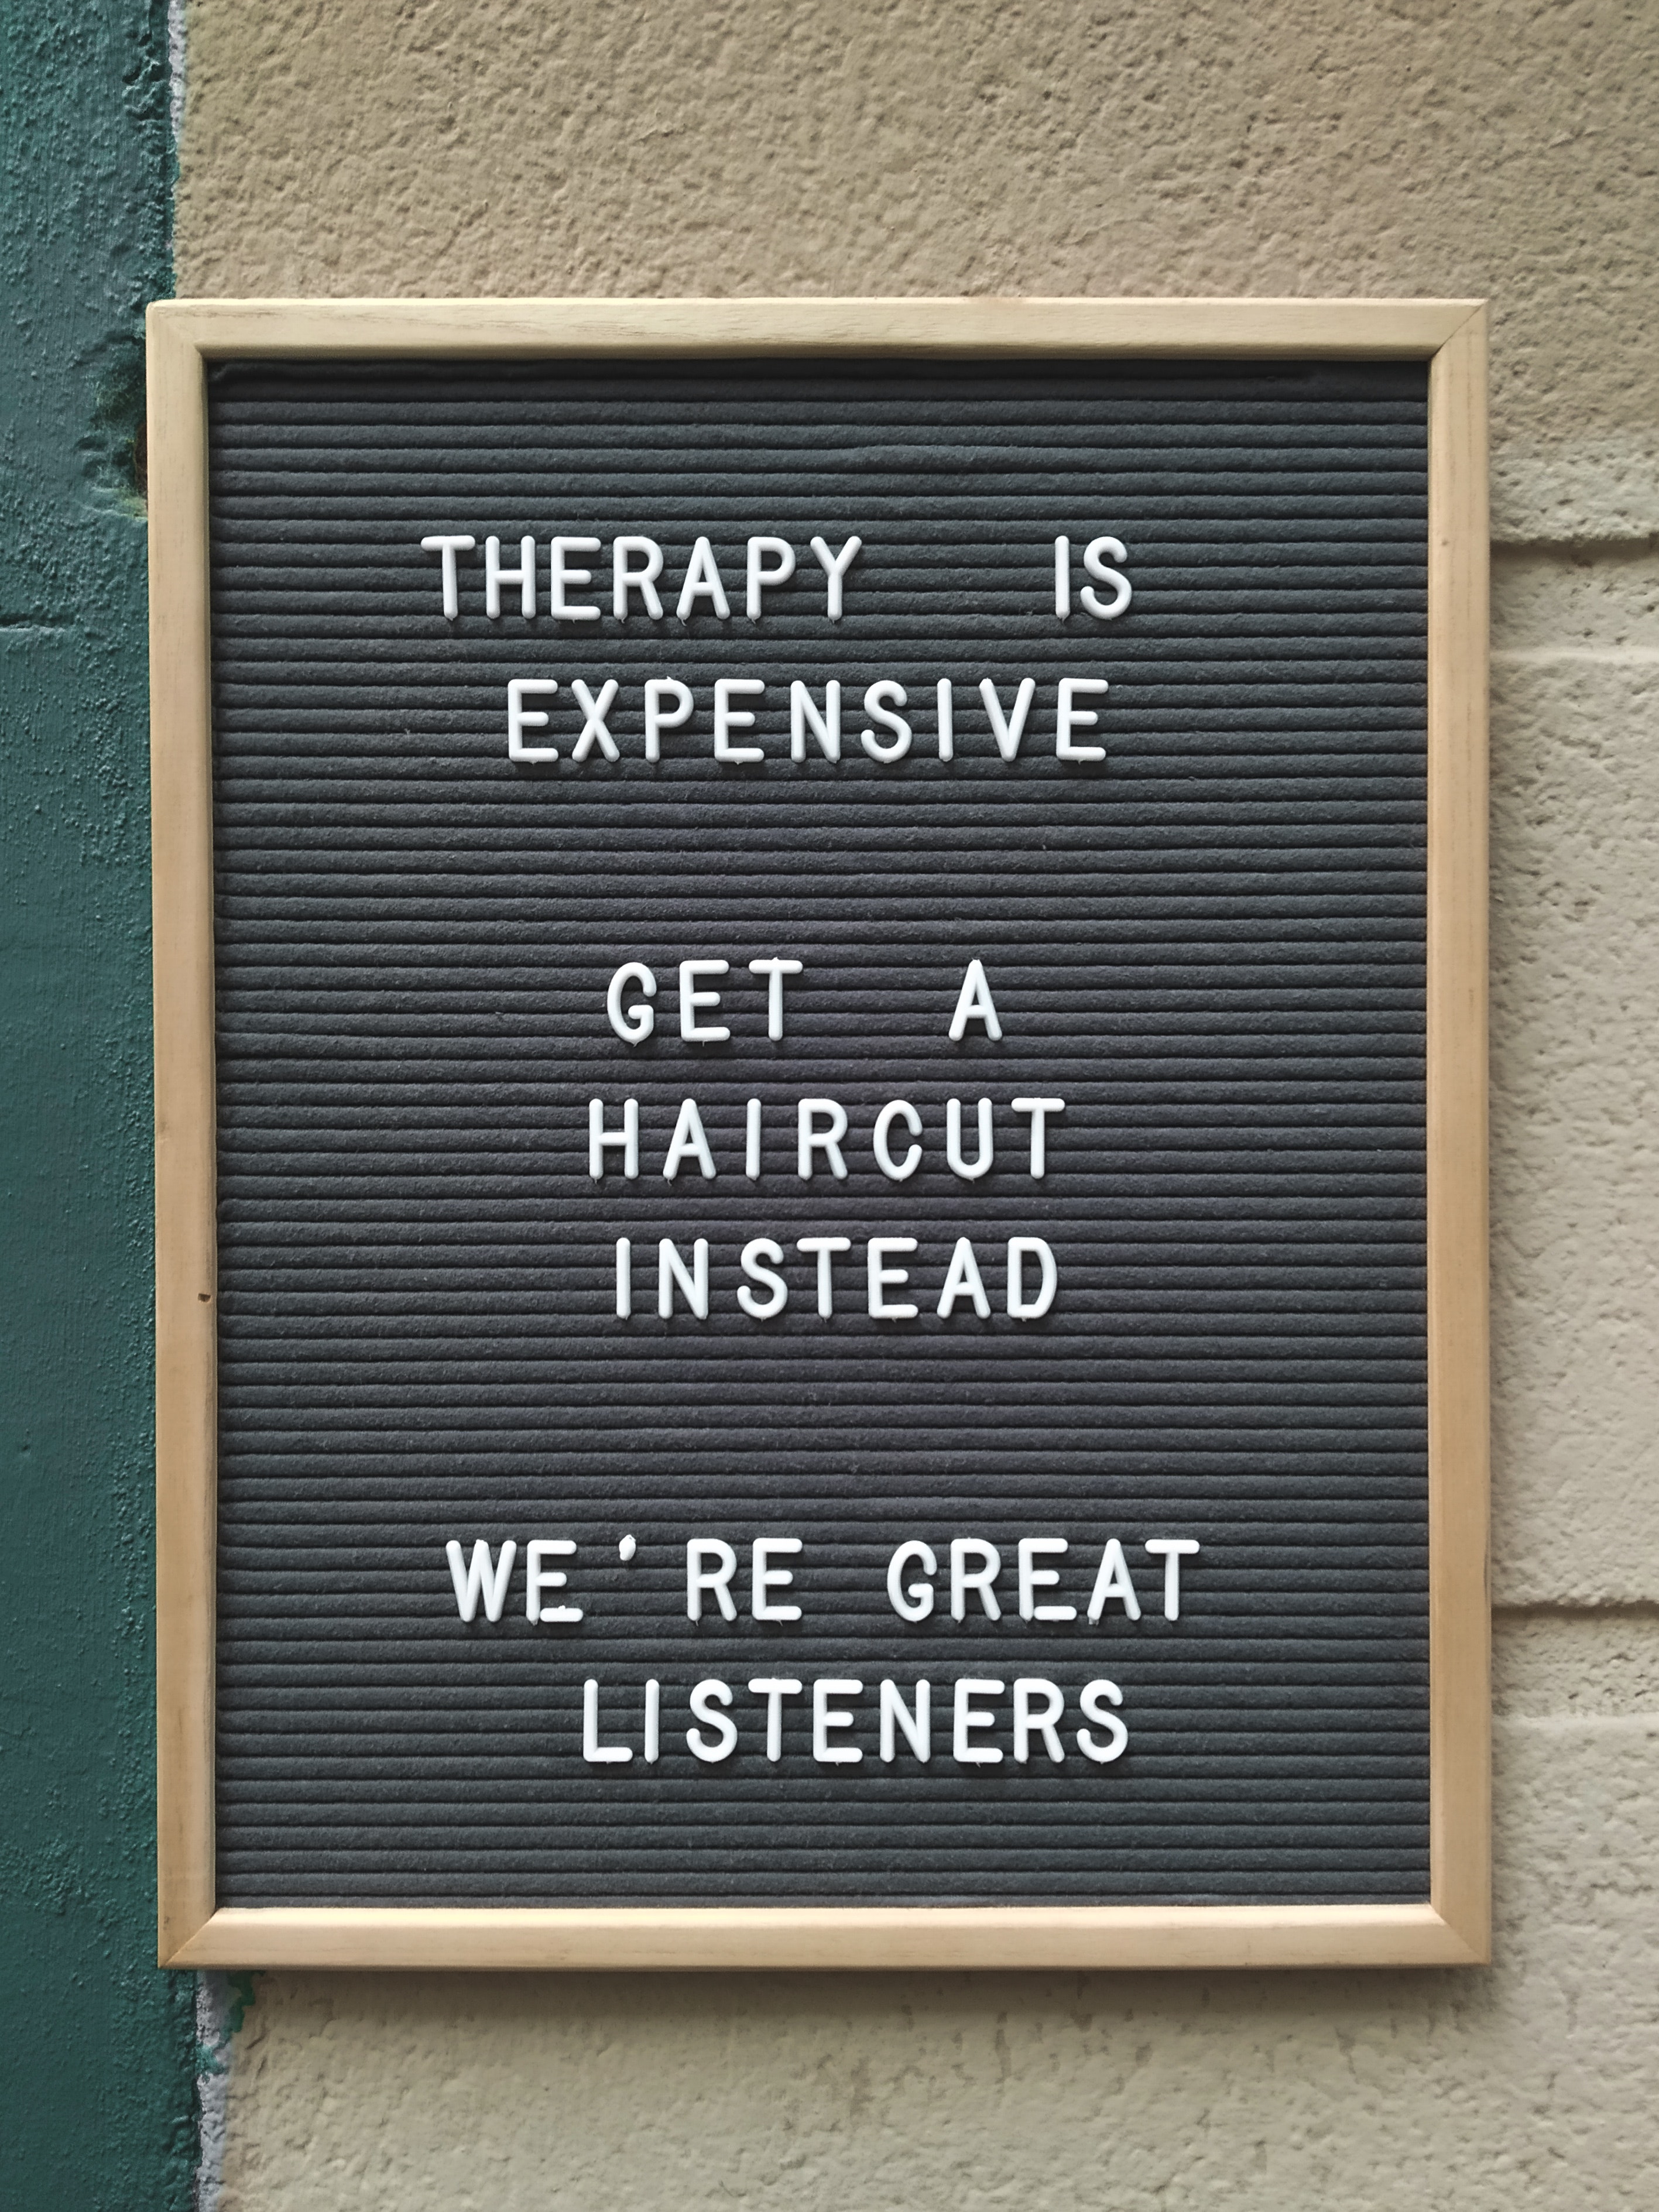 THERAPY IS
EXPENSIVE
GET A
HAIRCUT
INSTEAD
WE'RE GREAT
LISTENERS